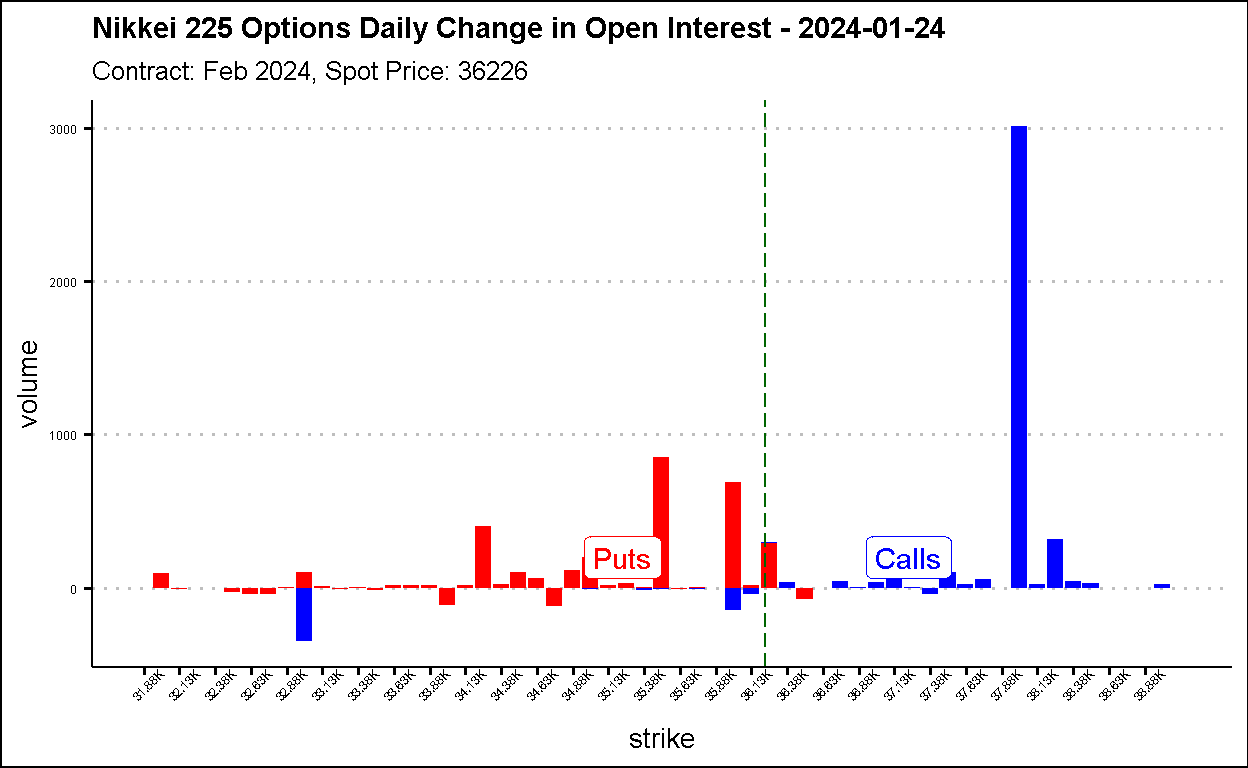 Nikkei 225 Options Daily Change in Open Interest - 2024-01-24
Contract: Feb 2024, Spot Price: 36226
3000
2000
1000
0
volume
Puts
Calls
31.88K 32.13K 32.38K 32.63K 32.88K 33.13K 33.38K 33.63K 33.88K 34.13K 34.38K 34.63K 34.88K 35.13K 35.38K 35.63K 35.88K 36.13K 36.38K 36.63K 36.88K 37.13K 37.38K 37.63K 37.88K 38.13K 38.38K 38.63K 38.88K
strike